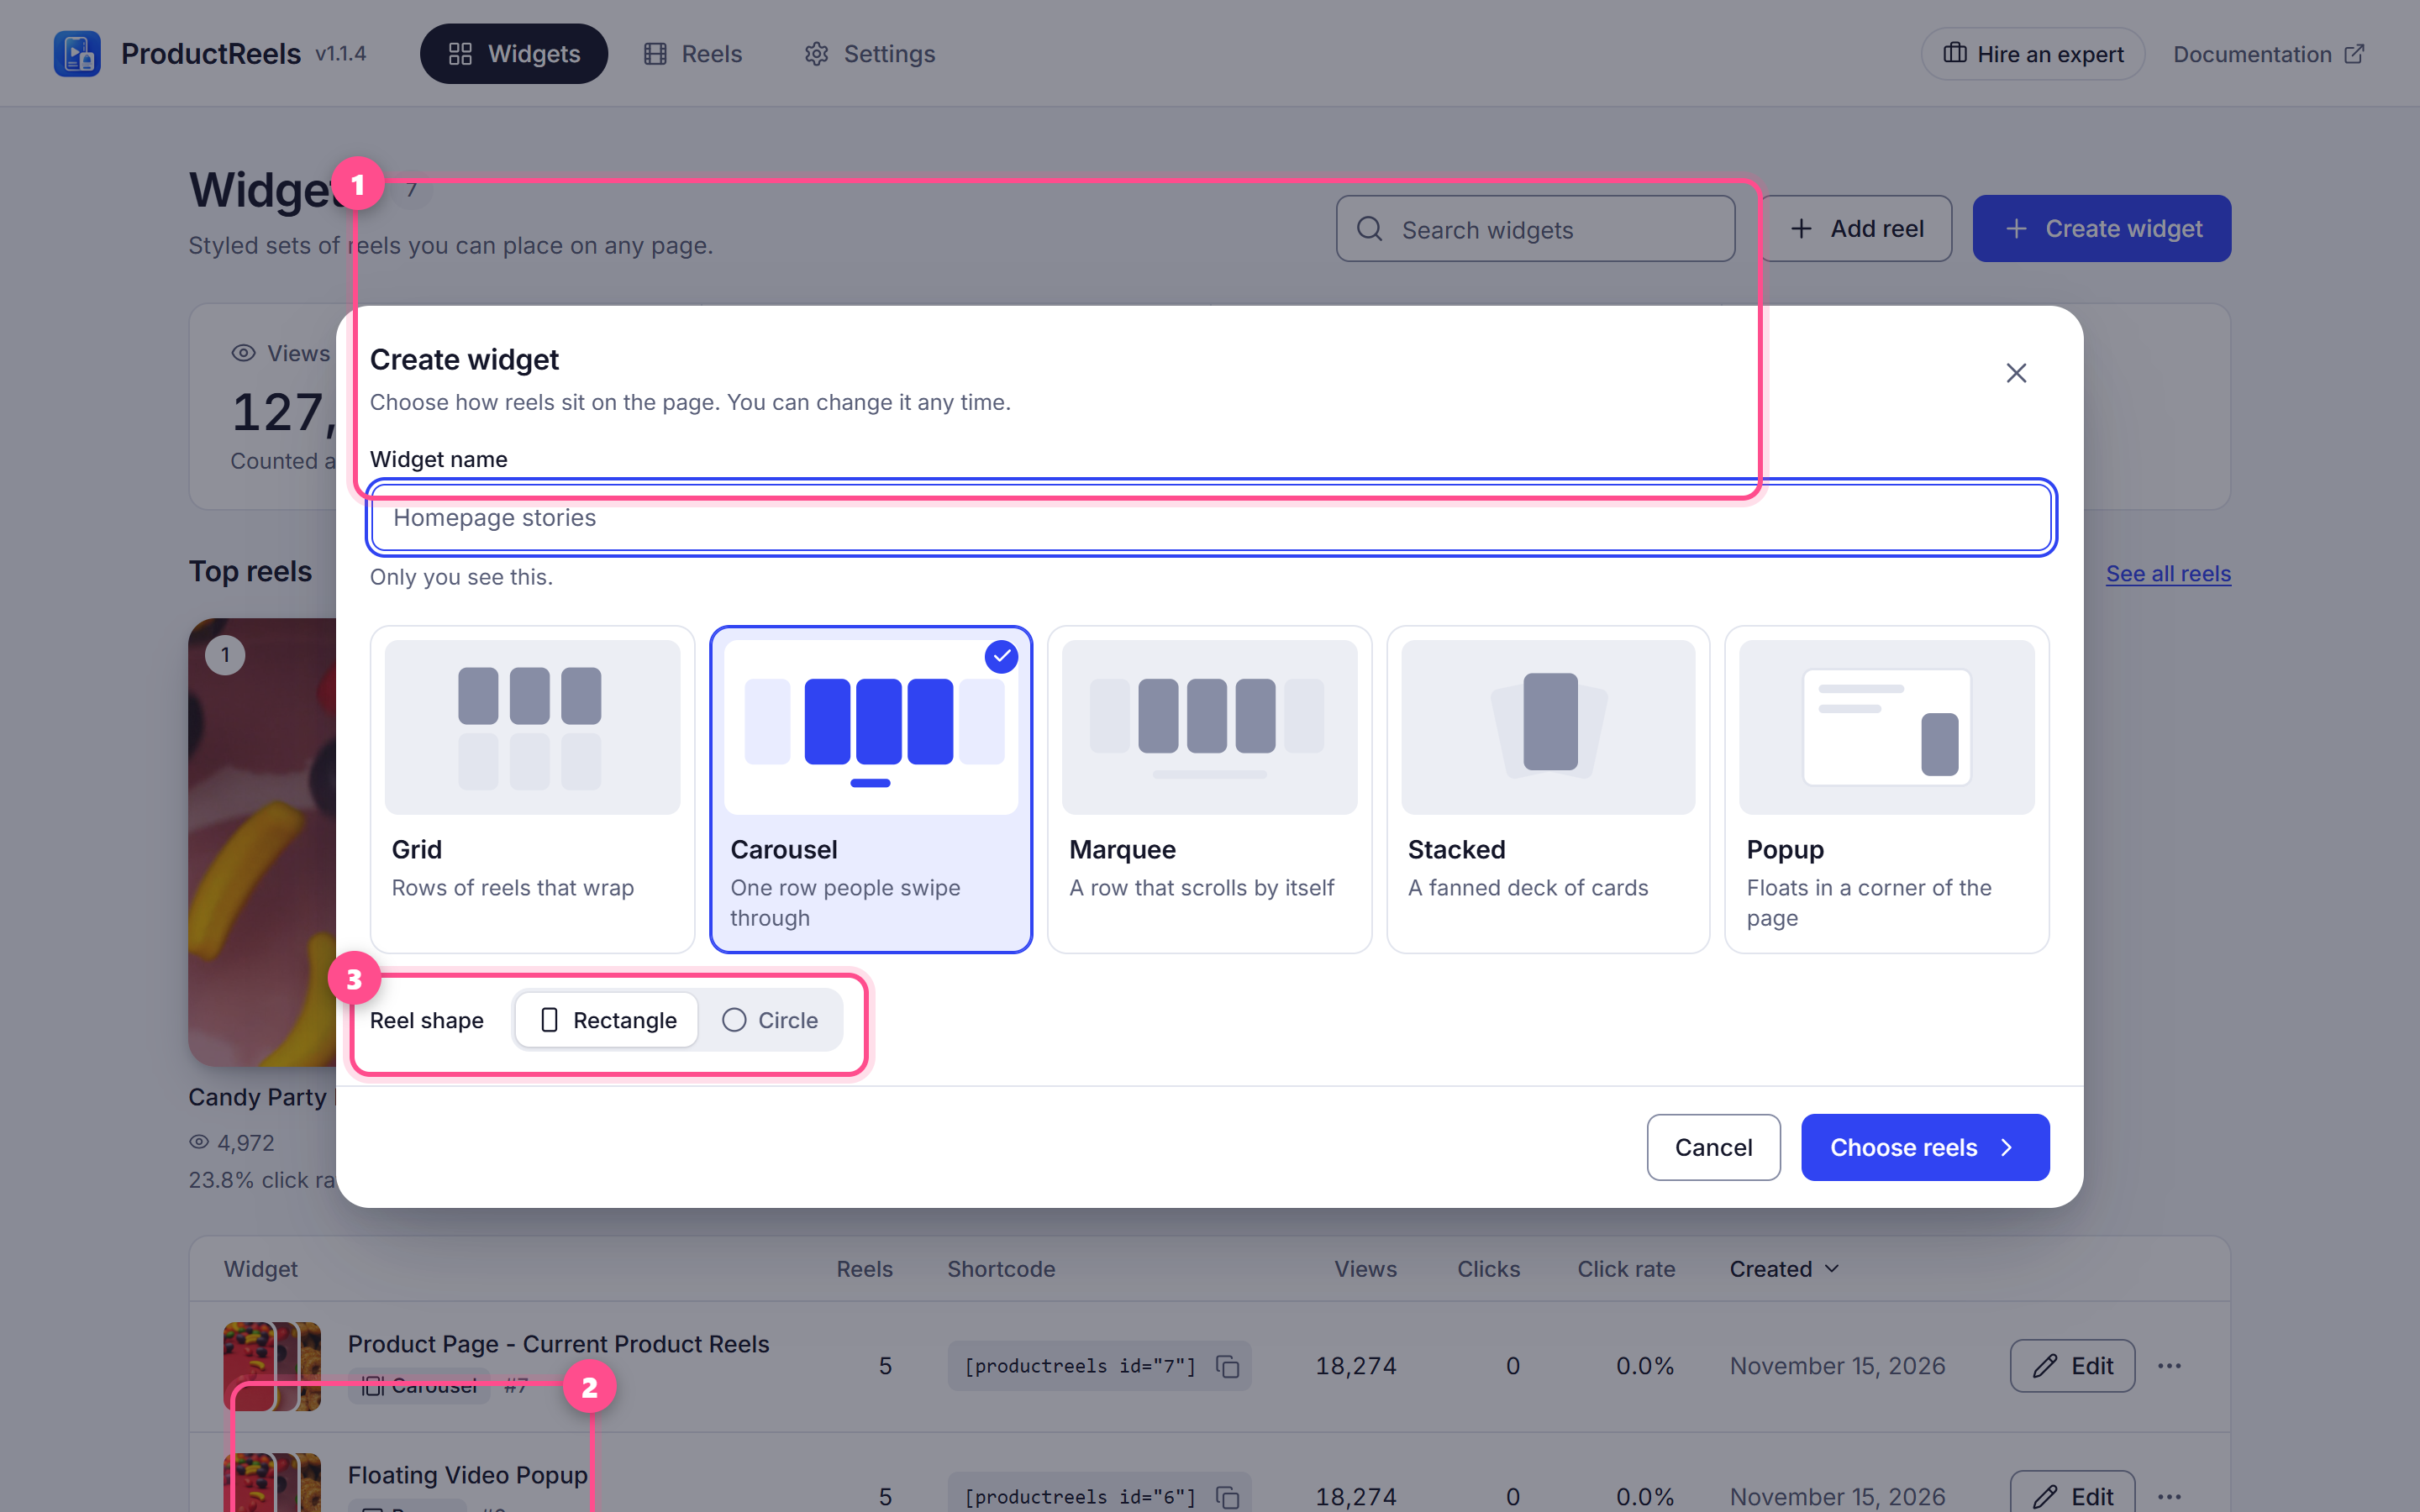 ProductReels v1.1.4 Widgets Reels Settings Hire an expert Documentation
Widget 1 7
Styled sets of reels you can place on any page.
Search widgets Add reel Create widget
Views
127,
Counted a
Create widget
Choose how reels sit on the page. You can change it any time.
Widget name
Homepage stories
Only you see this.
Top reels
See all reels
1
Grid
Rows of reels that wrap
Carousel
One row people swipe
through
Marquee
A row that scrolls by itself
Stacked
A fanned deck of cards
Popup
Floats in a corner of the
page
3
Reel shape Rectangle Circle
Candy Party
4,972
23.8% click ra
Cancel Choose reels
Widget Reels Shortcode Views Clicks Click rate Created
Product Page - Current Product Reels
Carousel #7 2
5 [productreels id="7"] 18,274 0 0.0% November 15, 2026 Edit
Floating Video Popup
5 [productreels id="6"] 18,274 0 0.0% November 15, 2026 Edit